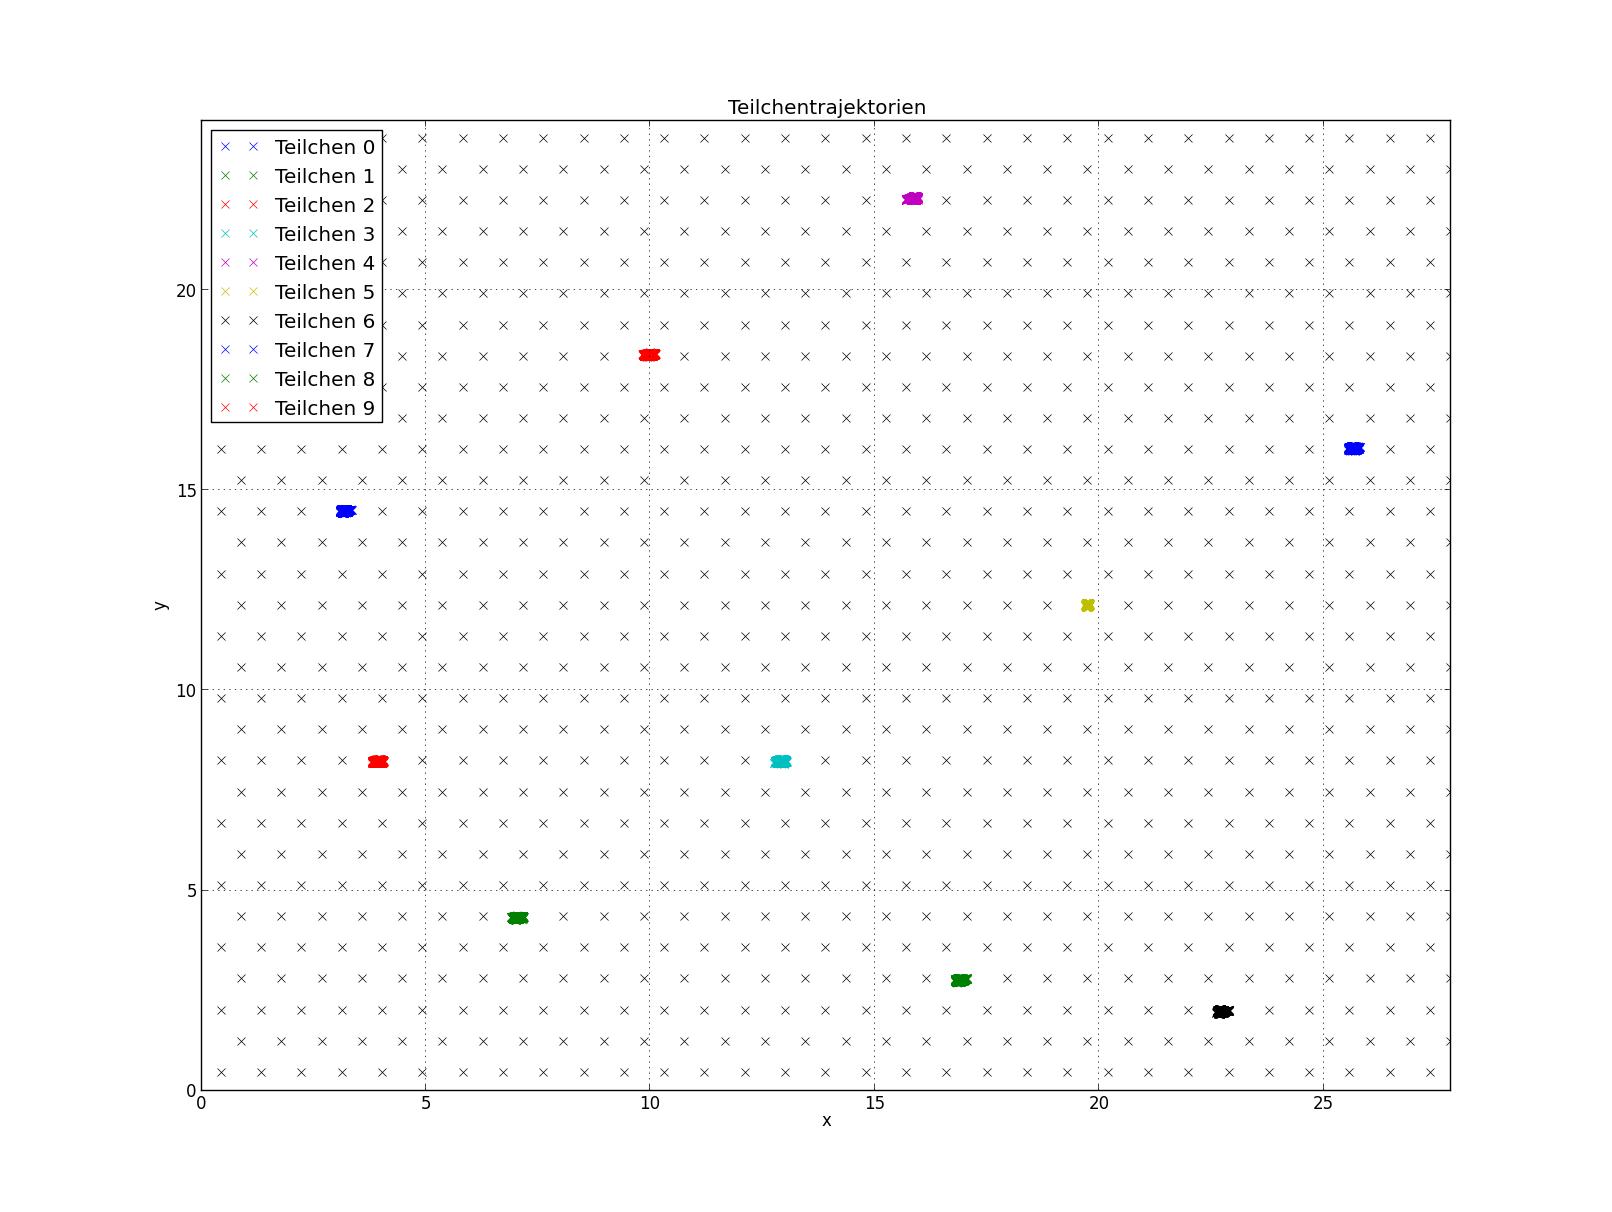 Teilchentrajektorien
Teilchen 0
Teilchen 1
Teilchen 2
Teilchen 3
Teilchen 4
Teilchen 5
Teilchen 6
Teilchen 7
Teilchen 8
Teilchen 9
20
15
10
5
0
y
0 5 10 15 20 25
x